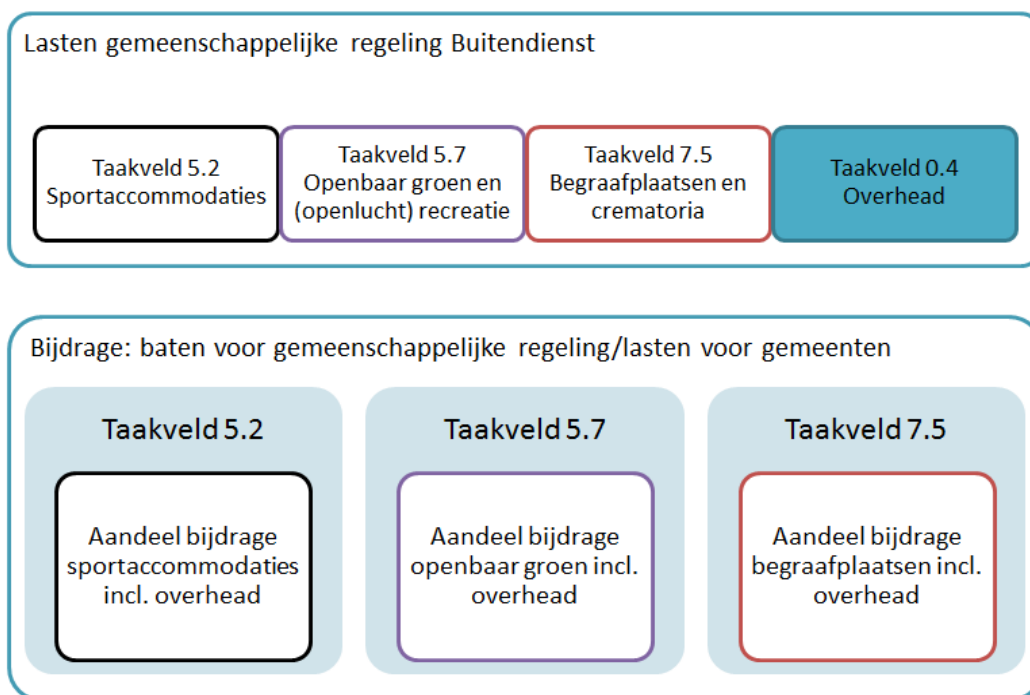 Lasten gemeenschappelijke regeling Buitendienst
Taakveld 5.2
Sportaccommodaties
Taakveld 5.7
Openbaar groen en
(openlucht) recreatie
Taakveld 7.5
Begraafplaatsen en
crematoria
Taakveld 0.4
Overhead
Bijdrage: baten voor gemeenschappelijke regeling/lasten voor gemeenten
Taakveld 5.2
Aandeel bijdrage
sportaccommodaties
incl. overhead
Taakveld 5.7
Aandeel bijdrage
openbaar groen incl.
overhead
Taakveld 7.5
Aandeel bijdrage
begraafplaatsen incl.
overhead